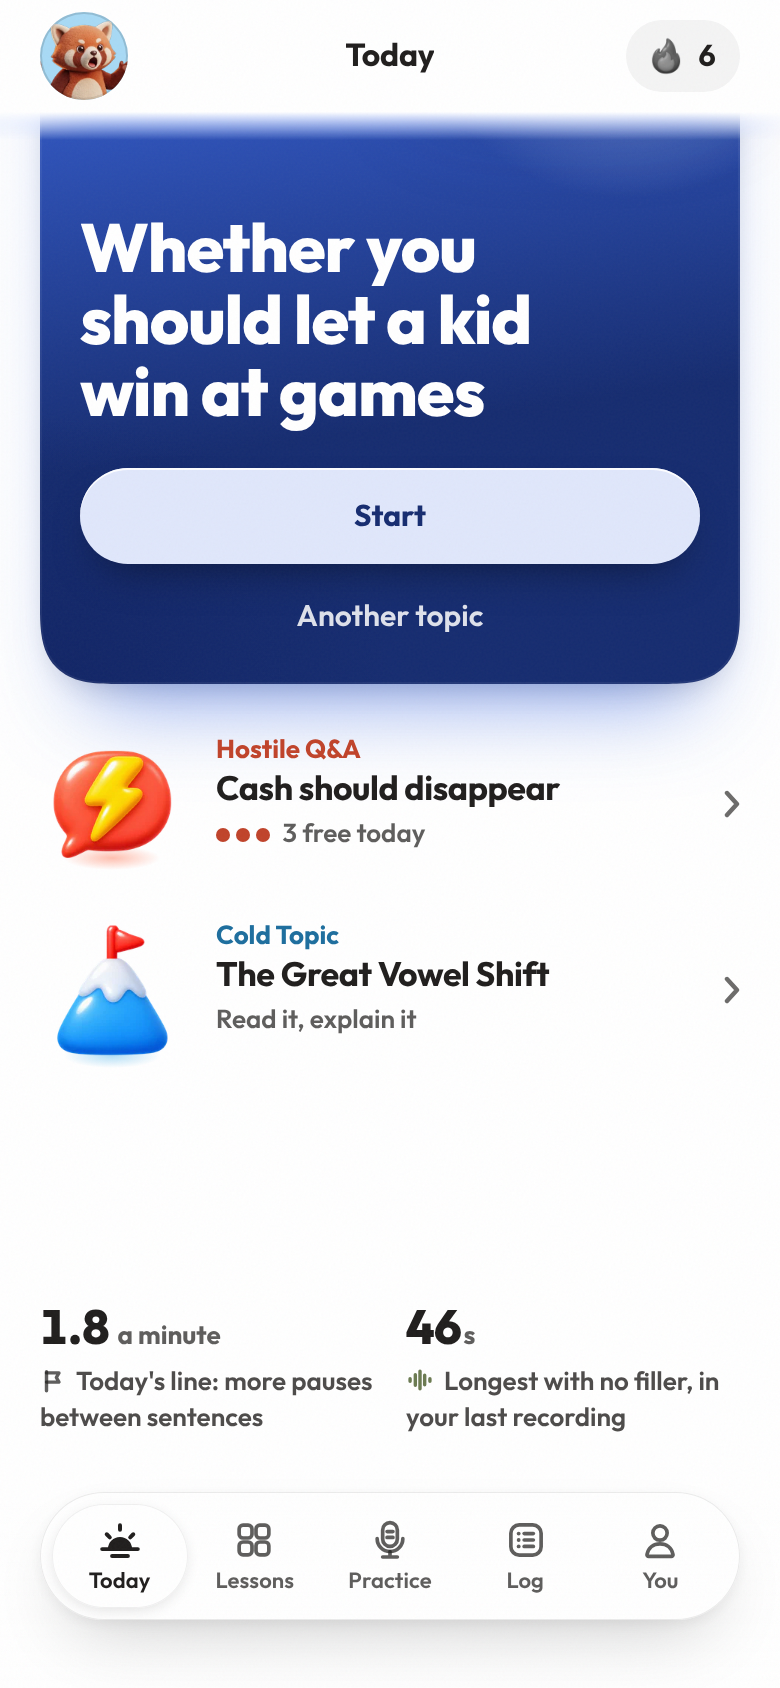 Today
6
Whether you
should let a kid
win at games
Start
Another topic
Hostile Q&A
Cash should disappear
3 free today
Cold Topic
The Great Vowel Shift
Read it, explain it
1.8 a minute
Today's line: more pauses
between sentences
46s
Longest with no filler, in
your last recording
Today
Lessons
Practice
Log
You